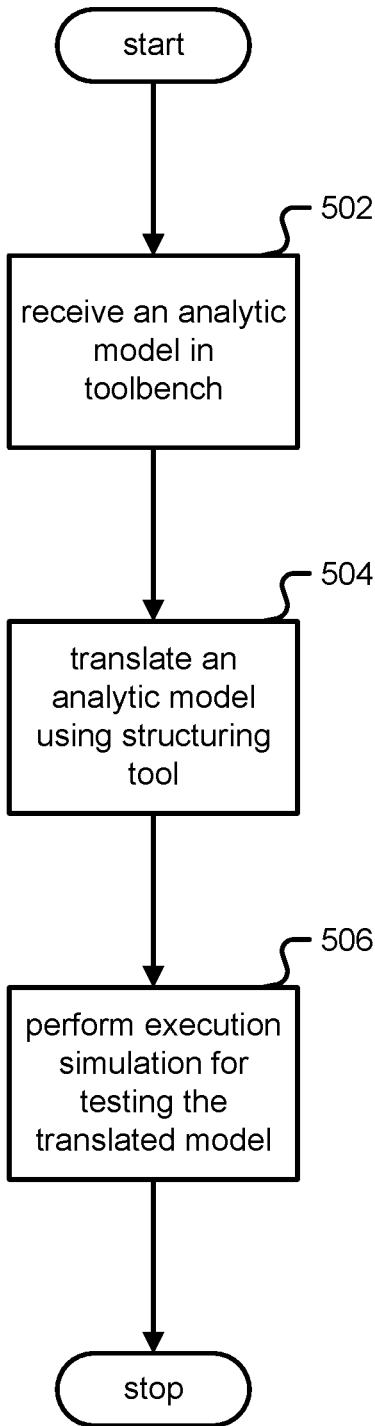 start
502
receive an analytic
model in
toolbench
504
translate an
analytic model
using structuring
tool
506
perform execution
simulation for
testing the
translated model
stop